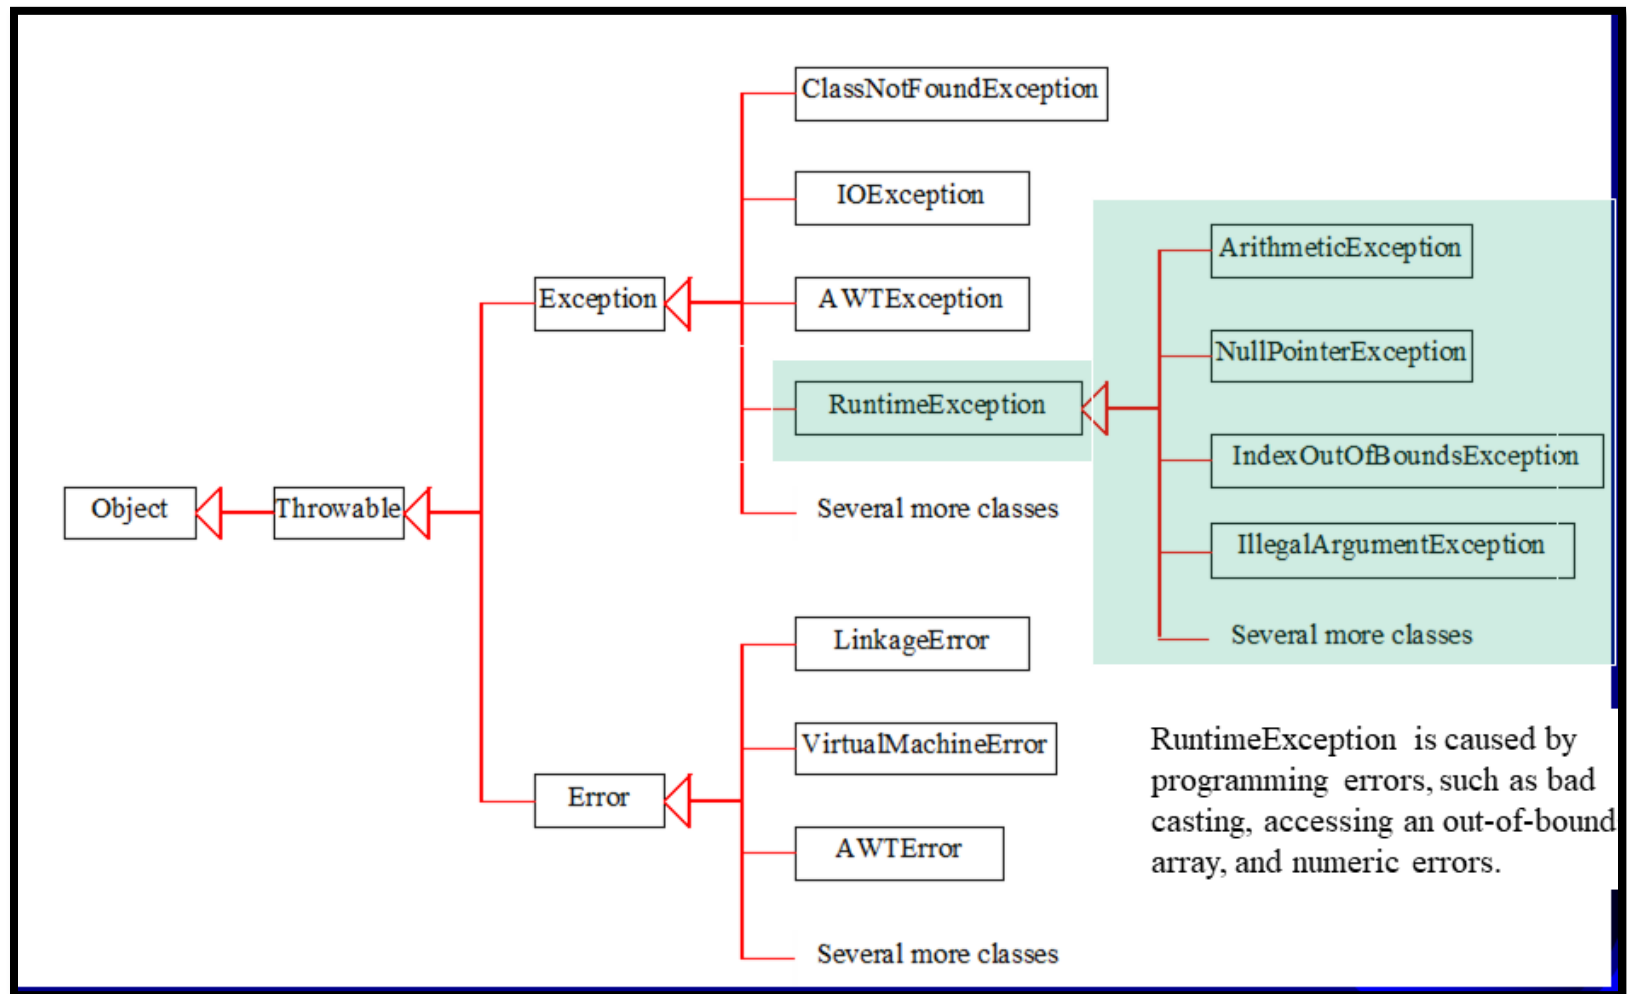 ClassNotFoundException
IOException
AWTException
RuntimeException
Several more classes
Exception
ArithmeticException
NullPointerException
IndexOutOfBoundsException
IllegalArgumentException
Several more classes
Object
Throwable
LinkageError
VirtualMachineError
AWTError
Several more classes
Error
RuntimeException is caused by
programming errors, such as bad
casting, accessing an out-of-bound
array, and numeric errors.